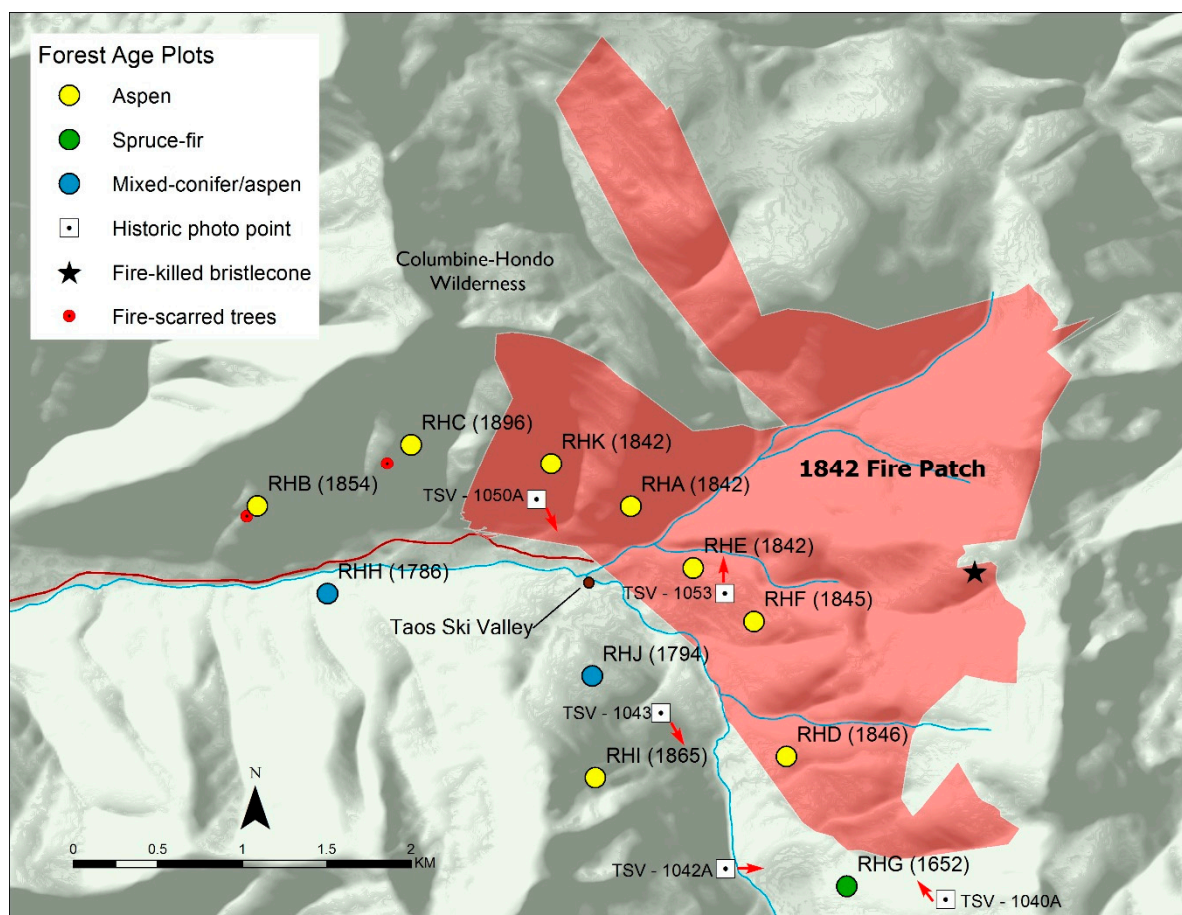 Forest Age Plots
Aspen
Spruce-fir
Mixed-conifer/aspen
Historic photo point
Fire-killed bristlecone
Fire-scarred trees
Columbine-Hondo
Wilderness
RHC (1896)
RHK (1842)
1842 Fire Patch
RHB (1854)
TSV - 1050A
RHA (1842)
RHE (1842)
RHH (1786)
TSV - 1053
RHF (1845)
Taos Ski Valley
RHJ (1794)
TSV - 1043
RHD (1846)
RHI (1865)
N
0 0.5 1 1.5 2
KM
TSV - 1042A
RHG (1652)
TSV - 1040A